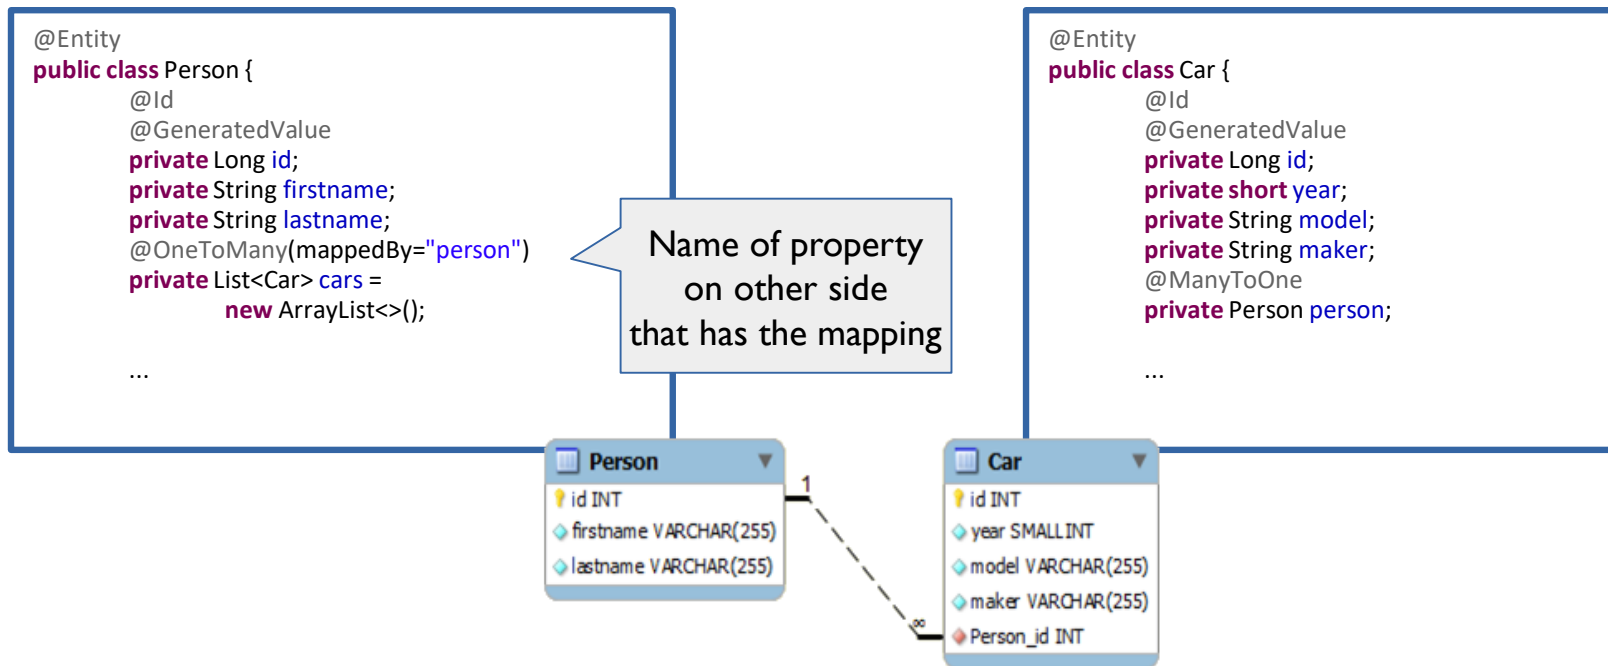 @Entity
public class Person {
@Id
@GeneratedValue
private Long id;
private String firstname;
private String lastname;
@OneToMany(mappedBy="person")
private List<Car> cars =
new ArrayList<>();
...
Name of property
on other side
that has the mapping
@Entity
public class Car {
@Id
@GeneratedValue
private Long id;
private short year;
private String model;
private String maker;
@ManyToOne
private Person person;
...
Person
id INT
firstname VARCHAR(255)
lastname VARCHAR(255)
1
∞
Car
id INT
year SMALLINT
model VARCHAR(255)
maker VARCHAR(255)
Person_id INT